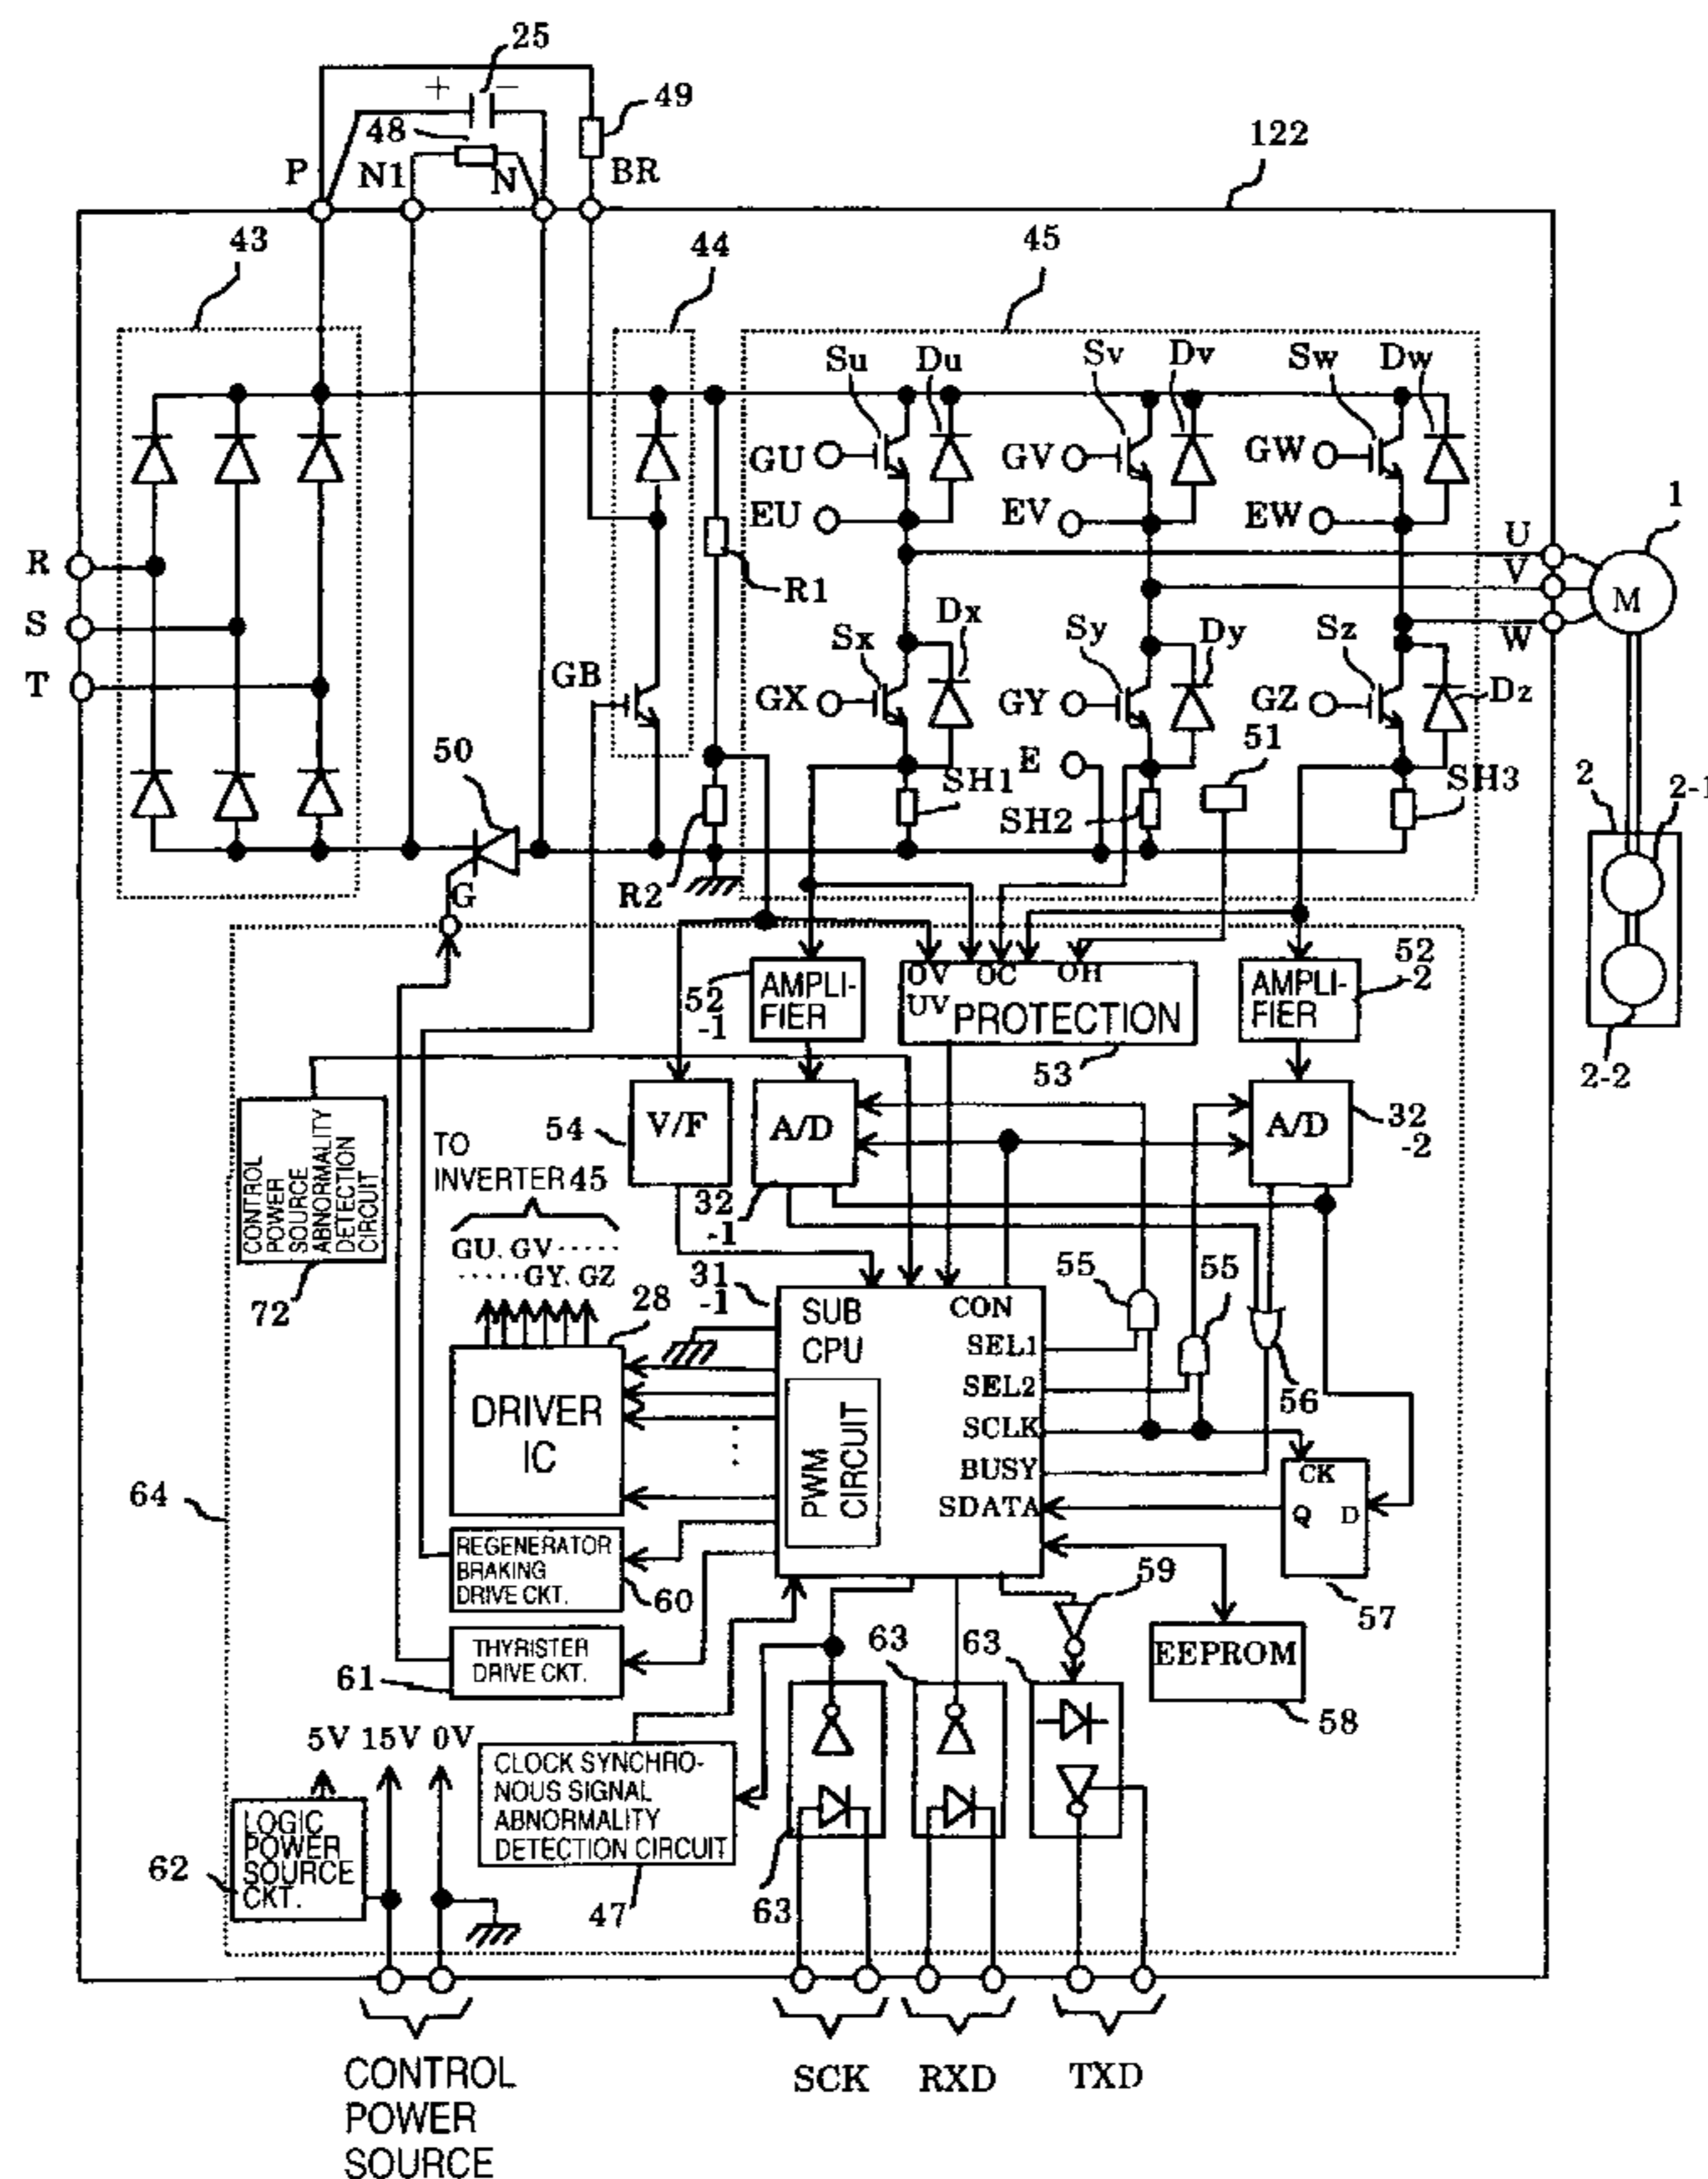 25
+ −
49
48
P N1 N BR
122
43
44
45
Su Du Sv Dv Sw Dw
GU GV GW
EU EV EW
1
U
V
W
M
R
S
T
R1
Sx Dx Sy Dy Sz Dz
GB
GX GY GZ
50
51
E
SH1
SH2
SH3
2
2-1
2-2
G
R2
52
-1
AMPLI-
FIER
OV OC OH
UV
PROTECTION
53
AMPLI-
FIER
52
-2
CONTROL
POWER
SOURCE
ABNORMALITY
DETECTION
CIRCUIT
72
TO
INVERTER 45
54
V/F
A/D
32
-1
A/D
32
-2
GU. GV·····
·····GY. GZ
28
31
-1
SUB
CPU
CON
SEL1
SEL2
SCLK
BUSY
SDATA
55
55
56
DRIVER
IC
PWM
CIRCUIT
CK
Q D
57
64
REGENERATOR
BRAKING
DRIVE CKT.
60
THYRISTER
DRIVE CKT.
61
59
EEPROM
58
63
63
63
5V 15V 0V
LOGIC
POWER
SOURCE
CKT.
62
CLOCK SYNCHRO-
NOUS SIGNAL
ABNORMALITY
DETECTION CIRCUIT
47
CONTROL
POWER
SOURCE
SCK
RXD
TXD